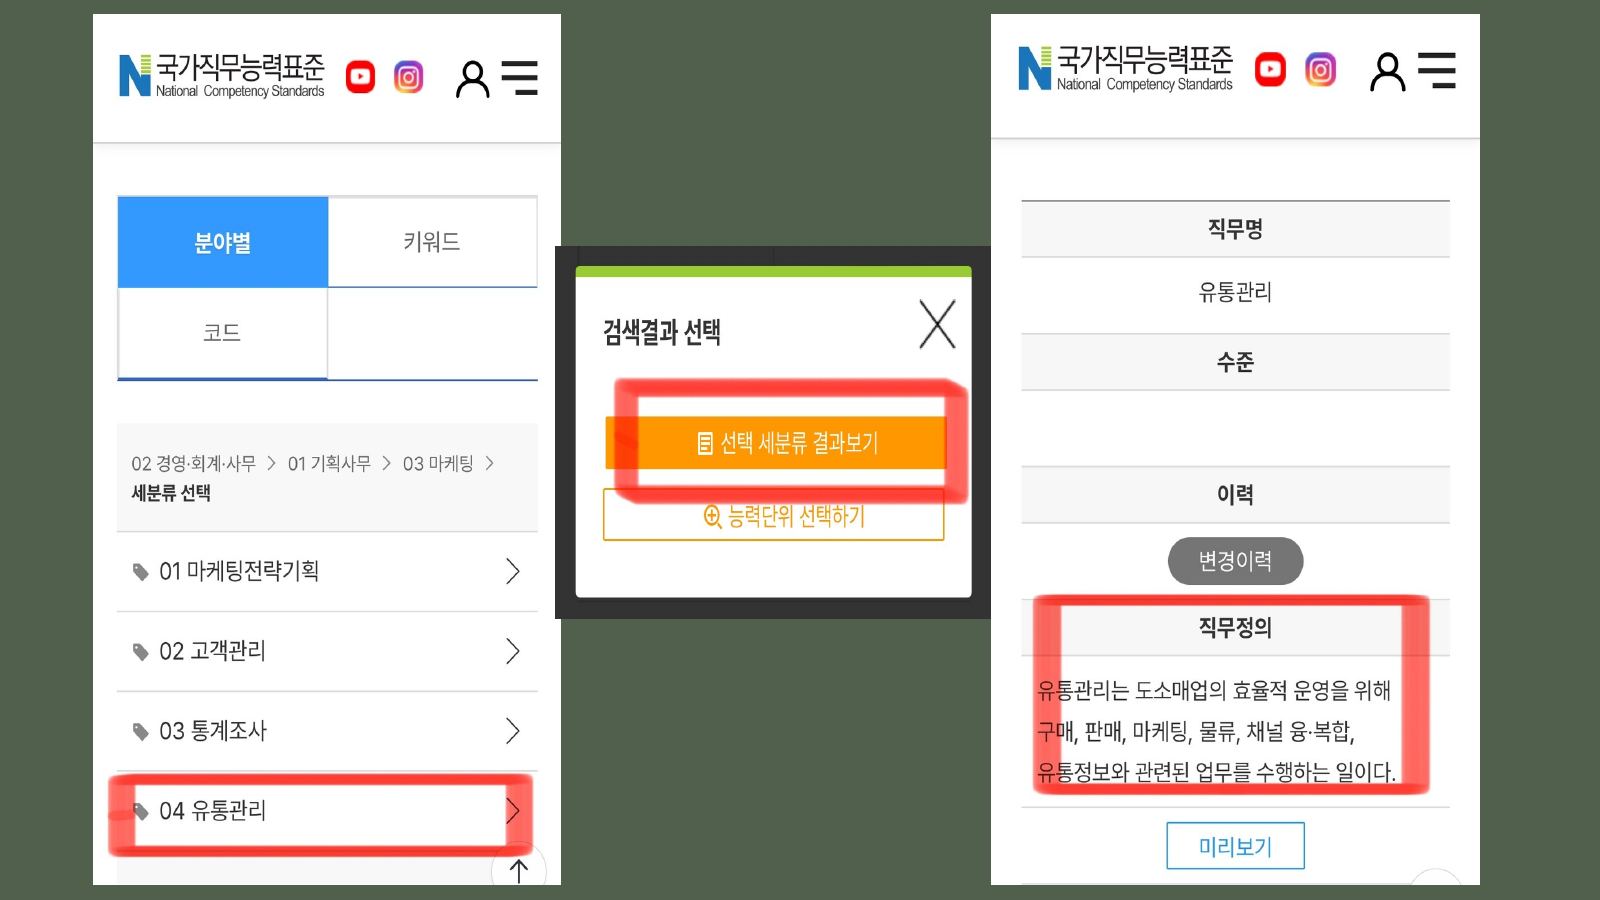 국가직무능력표준
National Competency Standards
분야별
키워드
코드
02 경영·회계·사무 > 01 기획사무 > 03 마케팅 >
세분류 선택
01 마케팅전략기획
02 고객관리
03 통계조사
04 유통관리
검색결과 선택
선택 세분류 결과보기
능력단위 선택하기
국가직무능력표준
National Competency Standards
직무명
유통관리
수준
이력
변경이력
직무정의
유통관리는 도소매업의 효율적 운영을 위해
구매, 판매, 마케팅, 물류, 채널 융·복합,
유통정보와 관련된 업무를 수행하는 일이다.
미리보기